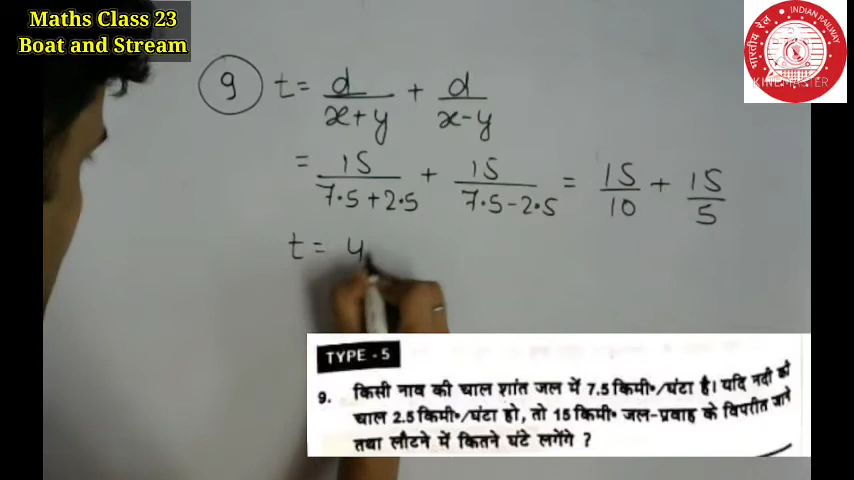 Maths Class 23
Boat and Stream
भारतीय रेल INDIAN RAILWAY
KINEMASTER
9 t = d/(x+y) + d/(x-y)
= 15/(7.5+2.5) + 15/(7.5-2.5) = 15/10 + 15/5
t = 4
TYPE - 5
9. किसी नाव की चाल शांत जल में 7.5 किमी॰/घंटा है। यदि नदी की
चाल 2.5 किमी॰/घंटा हो, तो 15 किमी॰ जल-प्रवाह के विपरीत जाने
तथा लौटने में कितने घंटे लगेंगे ?